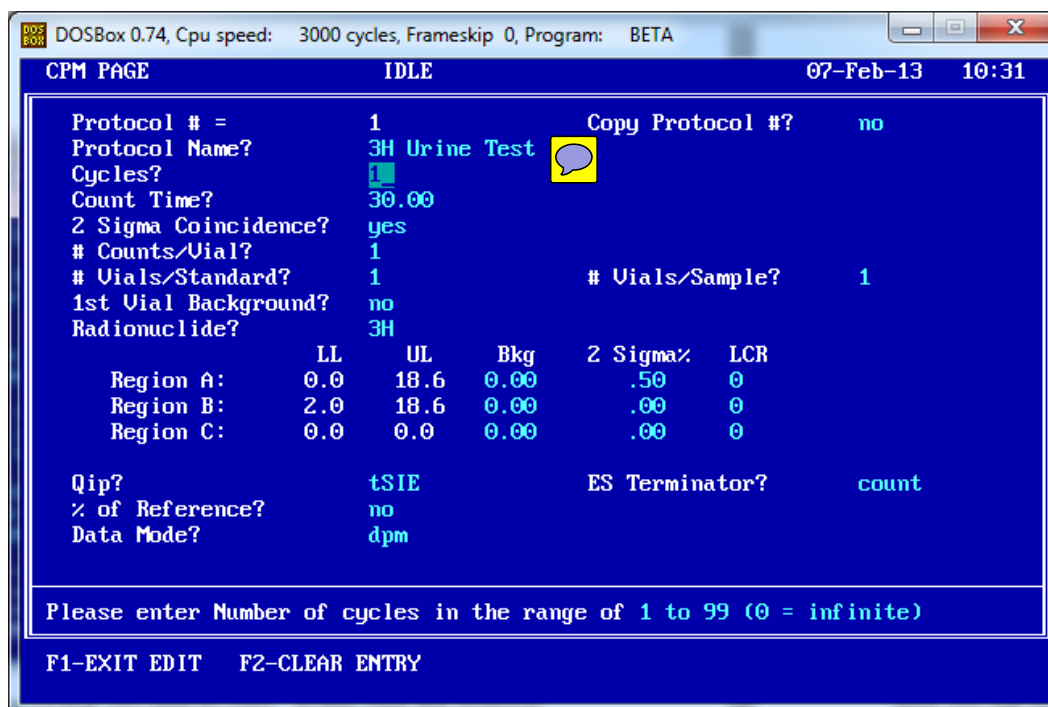 DOS BOX DOSBox 0.74, Cpu speed: 3000 cycles, Frameskip 0, Program: BETA
CPM PAGE IDLE 07-Feb-13 10:31
Protocol # = 1 Copy Protocol #? no
Protocol Name? 3H Urine Test
Cycles? 1
Count Time? 30.00
2 Sigma Coincidence? yes
# Counts/Vial? 1
# Vials/Standard? 1 # Vials/Sample? 1
1st Vial Background? no
Radionuclide? 3H
LL UL Bkg 2 Sigma% LCR
Region A: 0.0 18.6 0.00 .50 0
Region B: 2.0 18.6 0.00 .00 0
Region C: 0.0 0.0 0.00 .00 0
Qip? tSIE ES Terminator? count
% of Reference? no
Data Mode? dpm
Please enter Number of cycles in the range of 1 to 99 (0 = infinite)
F1-EXIT EDIT F2-CLEAR ENTRY